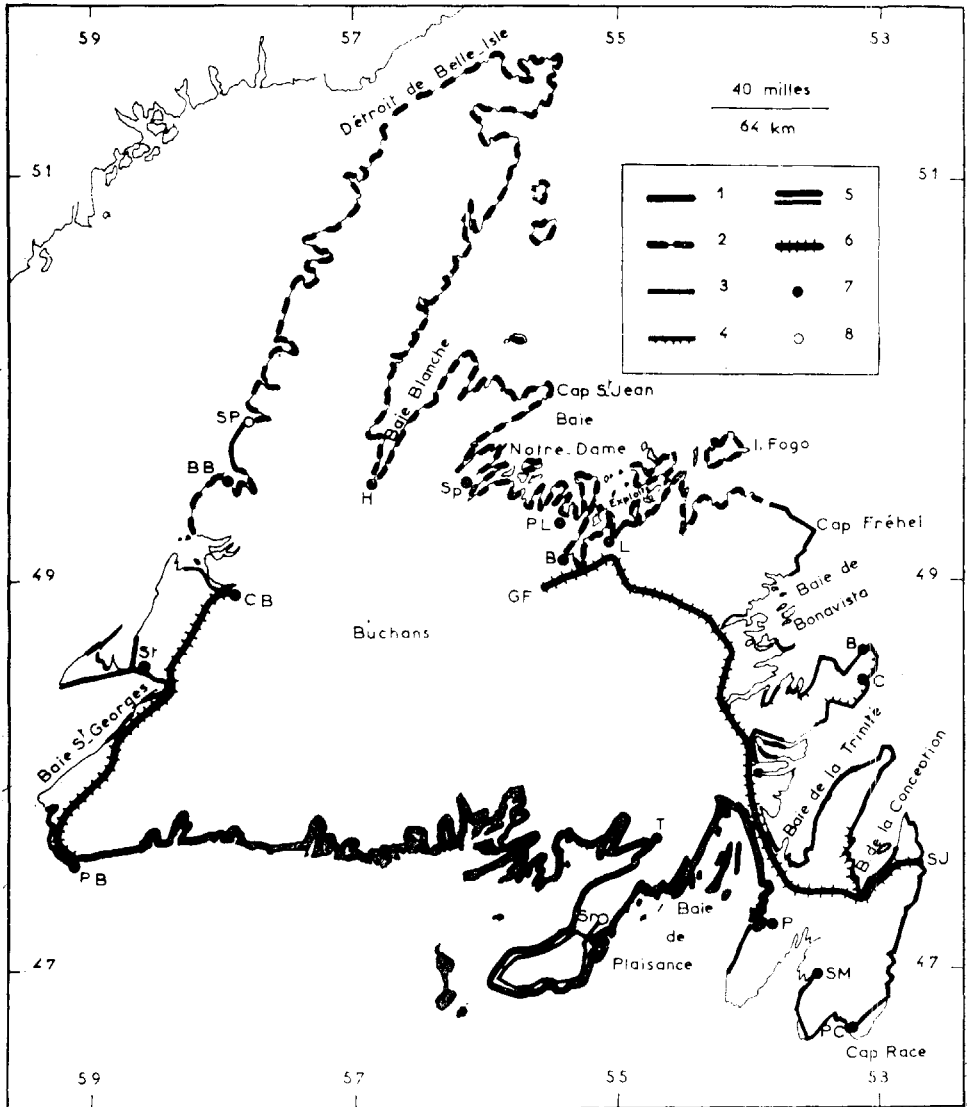 59
57
55
53
Détroit de Belle-Isle
40 milles
64 km
51
51
1
5
2
6
3
7
4
8
Baie Blanche
Cap St Jean
Baie
SP
Notre-Dame
I. Fogo
BB
H
Sp
Exploits
PL
Cap Fréhel
B
L
49
49
GF
Baie de
Bonavista
CB
Buchans
B
St
C
Baie St Georges
Baie de la Trinité
B de la Conception
T
SJ
PB
Sr
Baie
de
Plaisance
P
47
47
SM
PC
Cap Race
59
57
55
53